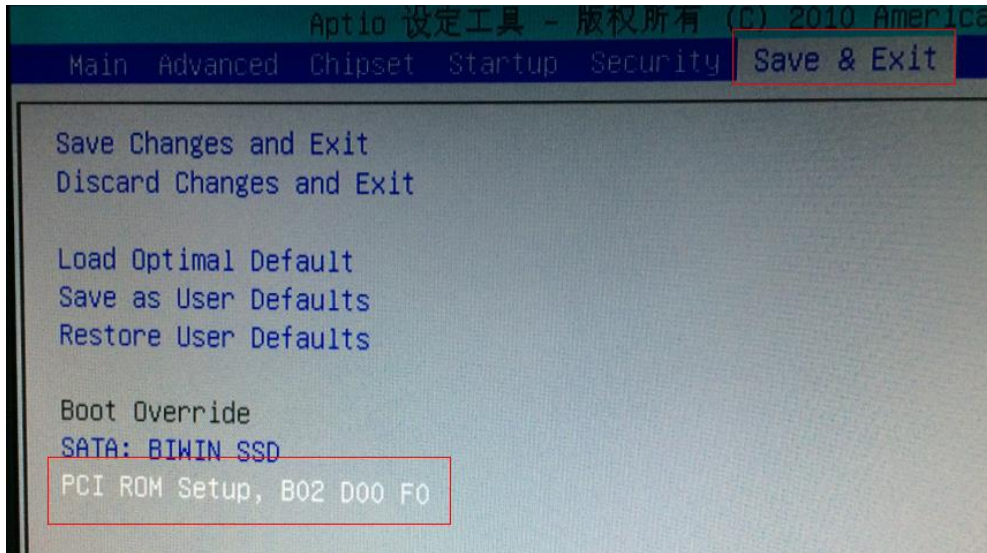 Aptio 设定工具 - 版权所有 (C) 2010 America
Main Advanced Chipset Startup Security Save & Exit
Save Changes and Exit
Discard Changes and Exit
Load Optimal Default
Save as User Defaults
Restore User Defaults
Boot Override
SATA: BIWIN SSD
PCI ROM Setup, B02 D00 F0